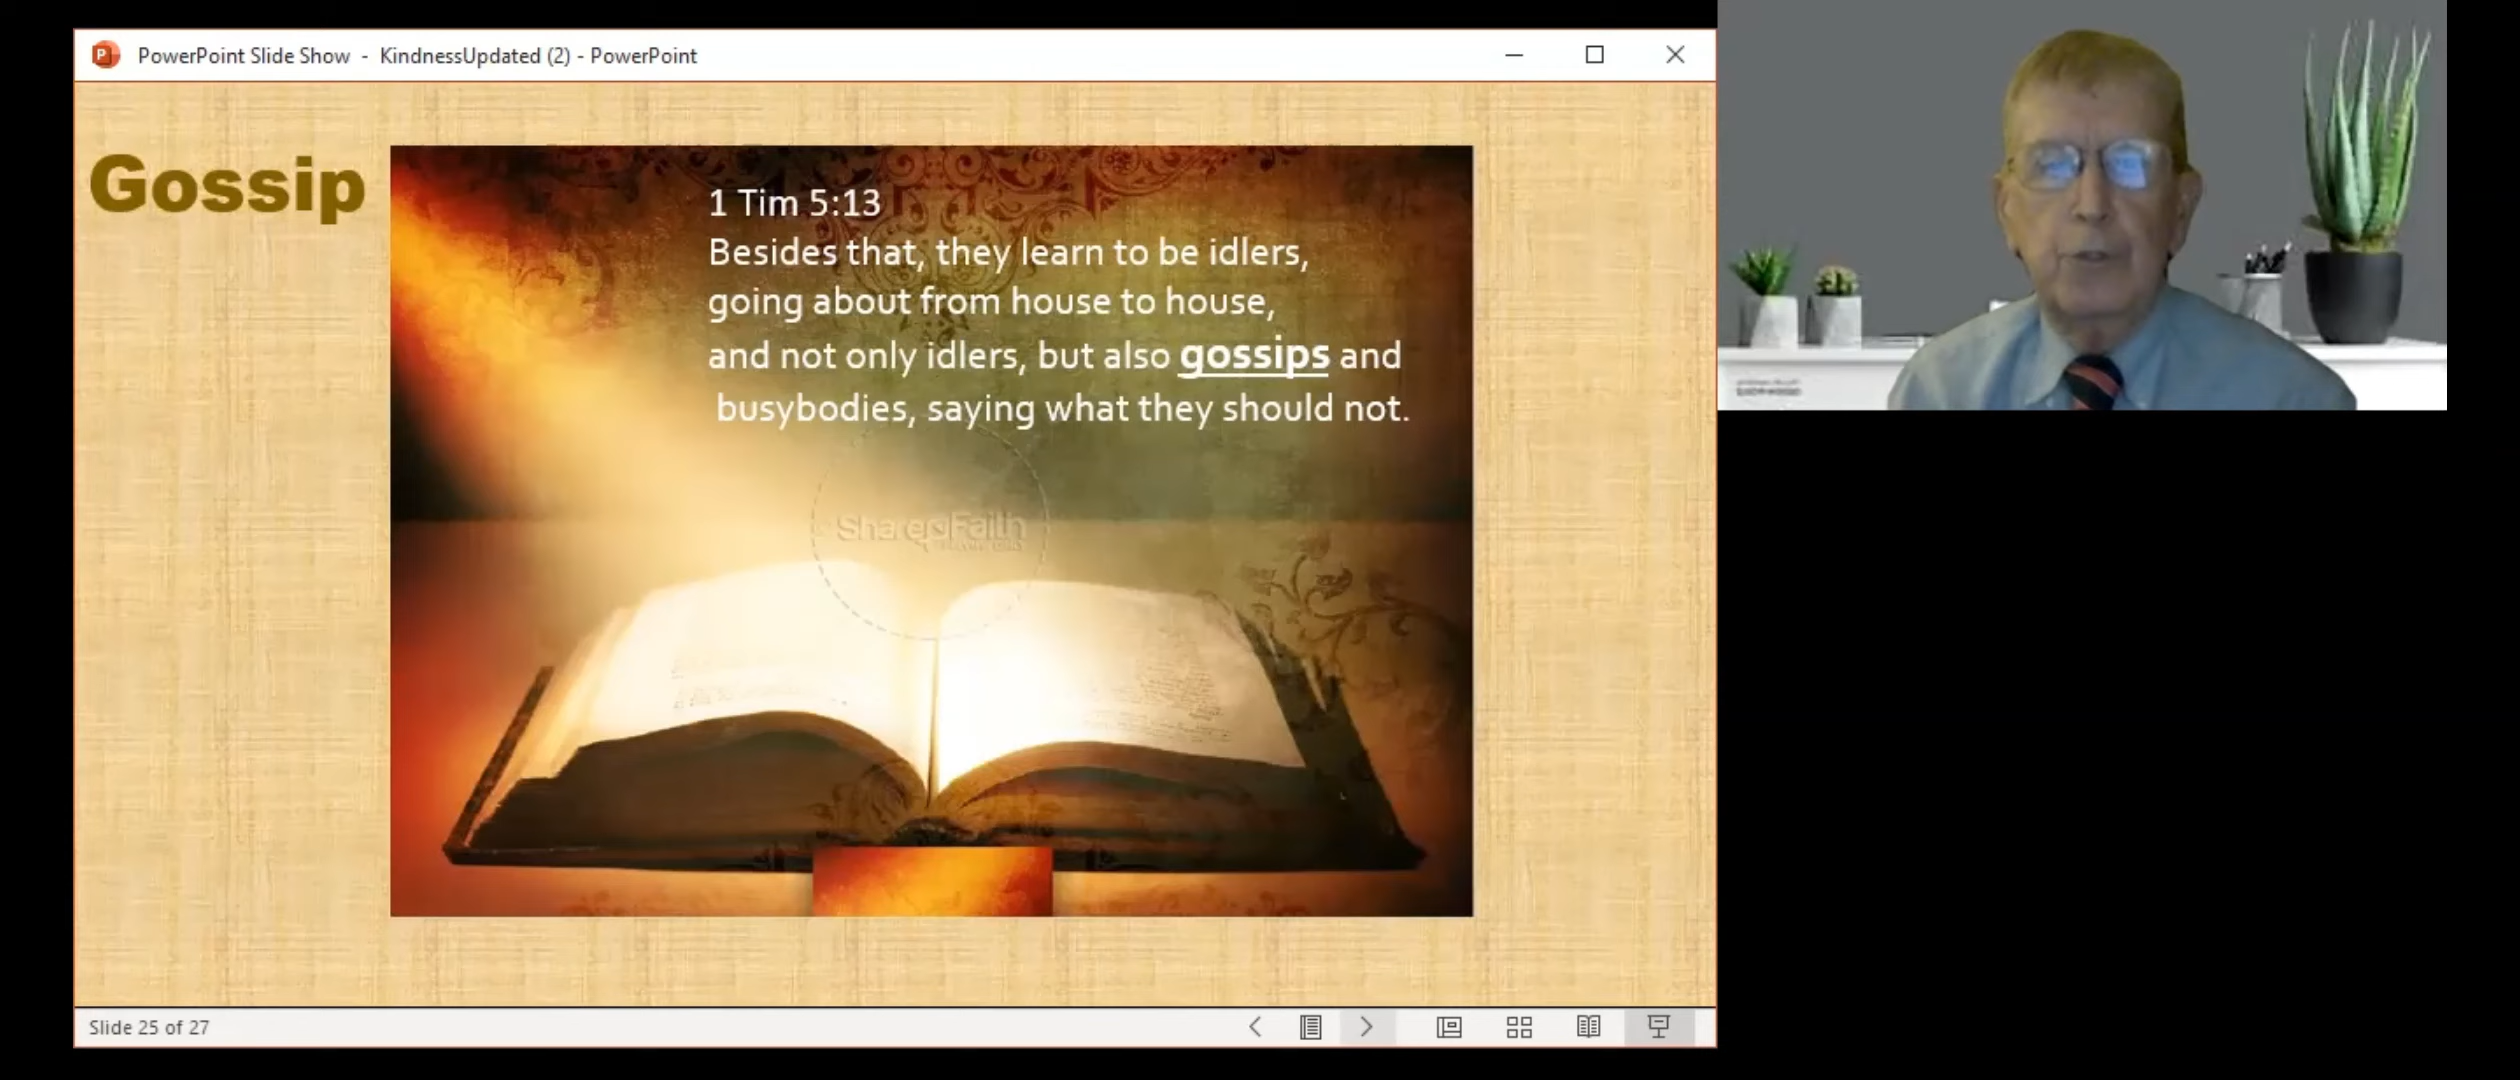 PowerPoint Slide Show - KindnessUpdated (2) - PowerPoint
Gossip
1 Tim 5:13
Besides that, they learn to be idlers,
going about from house to house,
and not only idlers, but also gossips and
busybodies, saying what they should not.
Slide 25 of 27